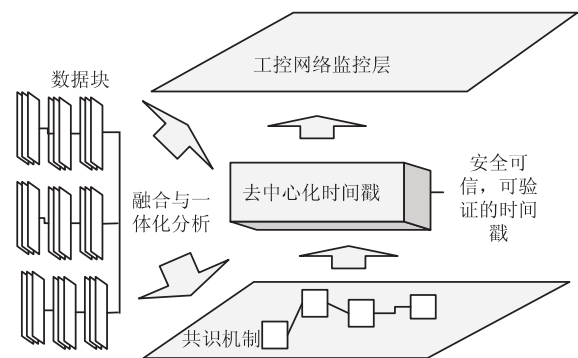 工控网络监控层
数据块
去中心化时间戳
安全可
信，可验
证的时间
戳
融合与一
体化分析
共识机制